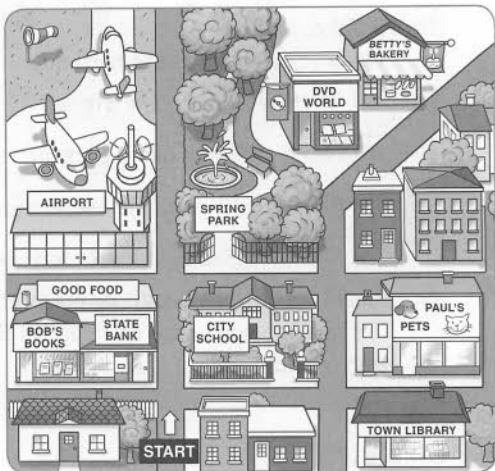 BETTY'S
BAKERY
DVD
WORLD
AIRPORT
SPRING
PARK
GOOD FOOD
BOB'S
BOOKS
STATE
BANK
CITY
SCHOOL
PAUL'S
PETS
TOWN LIBRARY
START